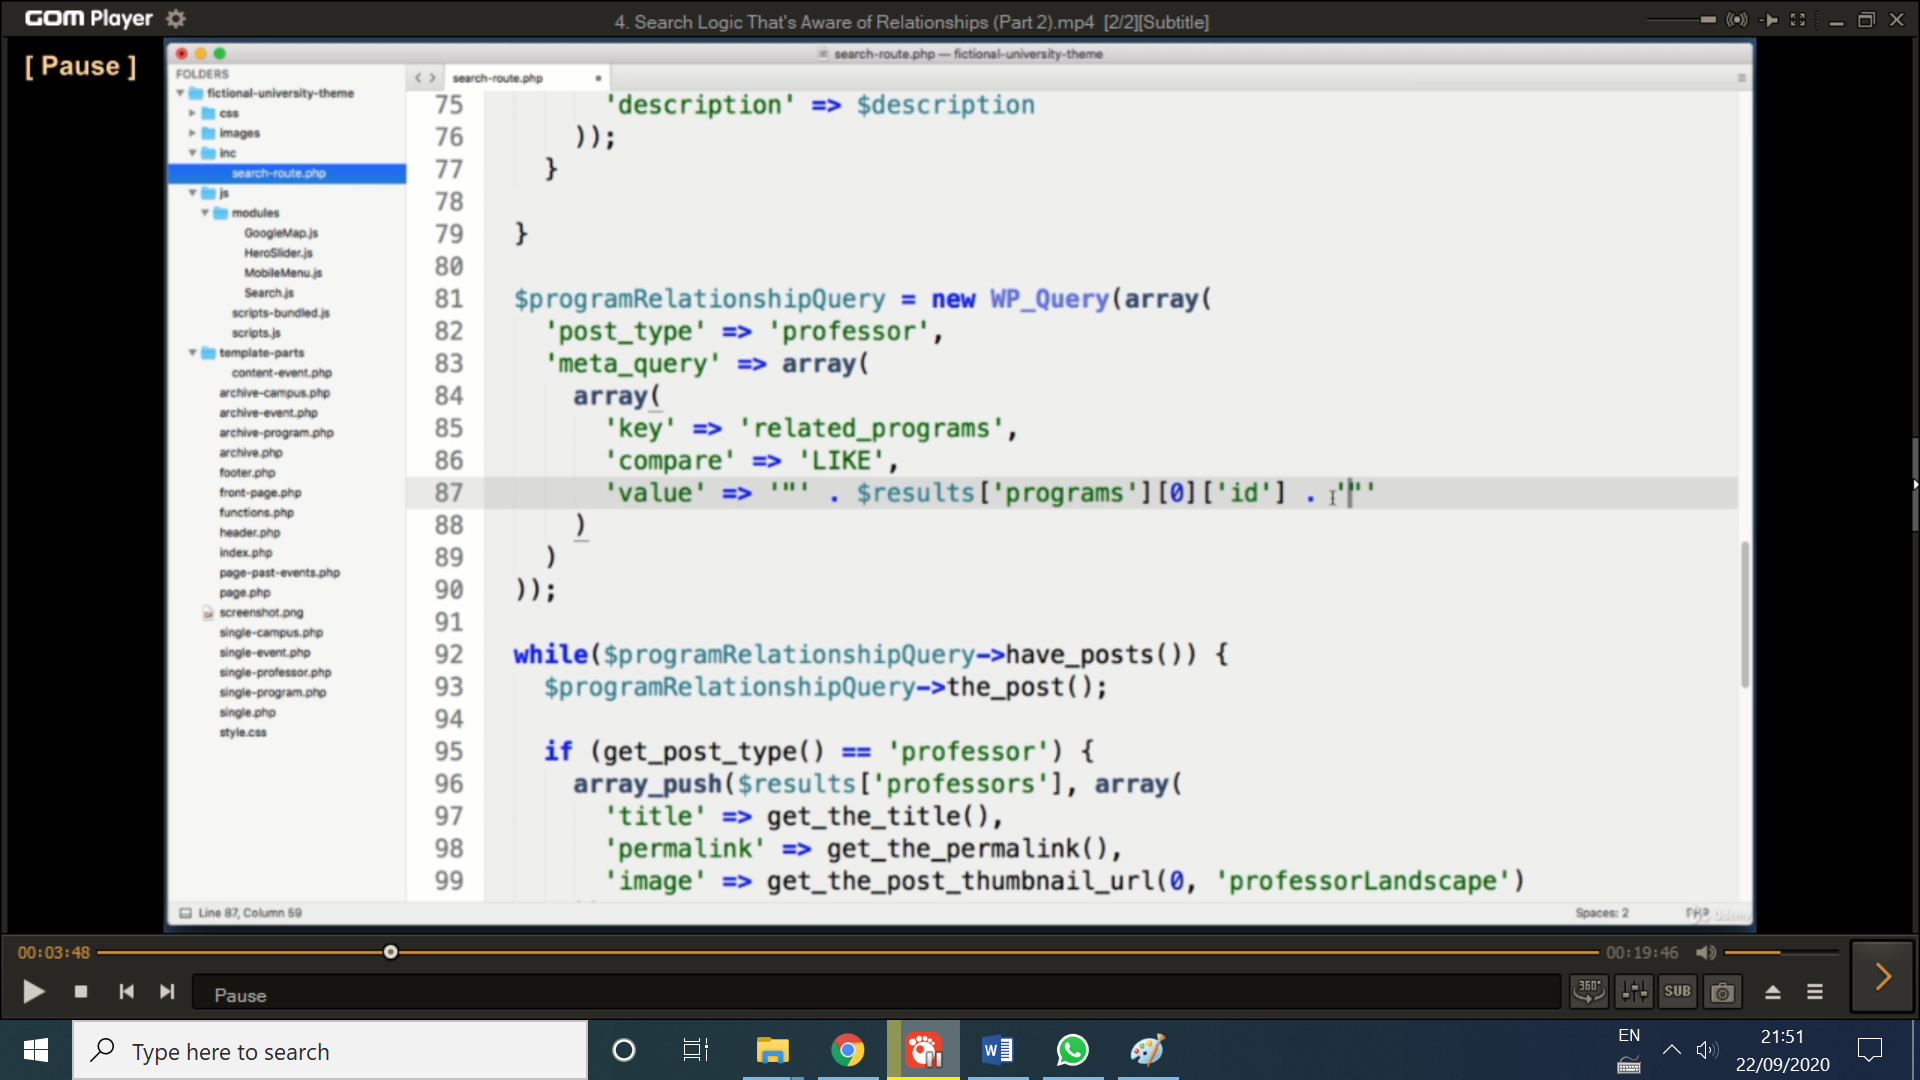 GOM Player
4. Search Logic That's Aware of Relationships (Part 2).mp4 [2/2][Subtitle]
[ Pause ]
search-route.php — fictional-university-theme
FOLDERS
fictional-university-theme
css
images
inc
search-route.php
js
modules
GoogleMap.js
HeroSlider.js
MobileMenu.js
Search.js
scripts-bundled.js
scripts.js
template-parts
content-event.php
archive-campus.php
archive-event.php
archive-program.php
archive.php
footer.php
front-page.php
functions.php
header.php
index.php
page-past-events.php
page.php
screenshot.png
single-campus.php
single-event.php
single-professor.php
single-program.php
single.php
style.css
search-route.php
75 'description' => $description
76 ));
77 }
78
79 }
80
81 $programRelationshipQuery = new WP_Query(array(
82 'post_type' => 'professor',
83 'meta_query' => array(
84 array(
85 'key' => 'related_programs',
86 'compare' => 'LIKE',
87 'value' => '"' . $results['programs'][0]['id'] . '"'
88 )
89 )
90 ));
91
92 while($programRelationshipQuery->have_posts()) {
93 $programRelationshipQuery->the_post();
94
95 if (get_post_type() == 'professor') {
96 array_push($results['professors'], array(
97 'title' => get_the_title(),
98 'permalink' => get_the_permalink(),
99 'image' => get_the_post_thumbnail_url(0, 'professorLandscape')
Line 87, Column 59
Spaces: 2
PHP
Udemy
00:03:48
00:19:46
Pause
360°
SUB
Type here to search
EN
21:51
22/09/2020